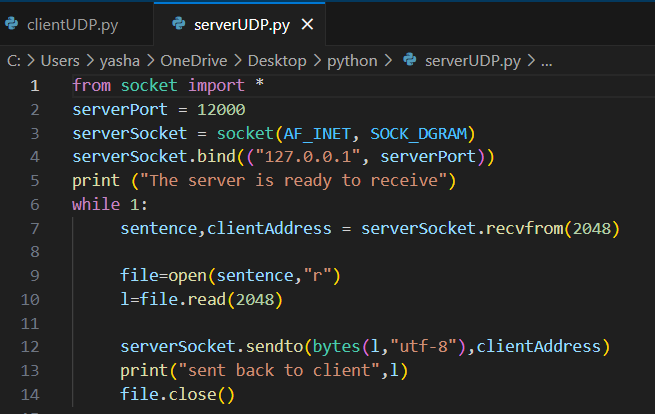 clientUDP.py serverUDP.py ×
C: > Users > yasha > OneDrive > Desktop > python > serverUDP.py > ...
1 from socket import *
2 serverPort = 12000
3 serverSocket = socket(AF_INET, SOCK_DGRAM)
4 serverSocket.bind(("127.0.0.1", serverPort))
5 print ("The server is ready to receive")
6 while 1:
7 sentence,clientAddress = serverSocket.recvfrom(2048)
8
9 file=open(sentence,"r")
10 l=file.read(2048)
11
12 serverSocket.sendto(bytes(l,"utf-8"),clientAddress)
13 print("sent back to client",l)
14 file.close()